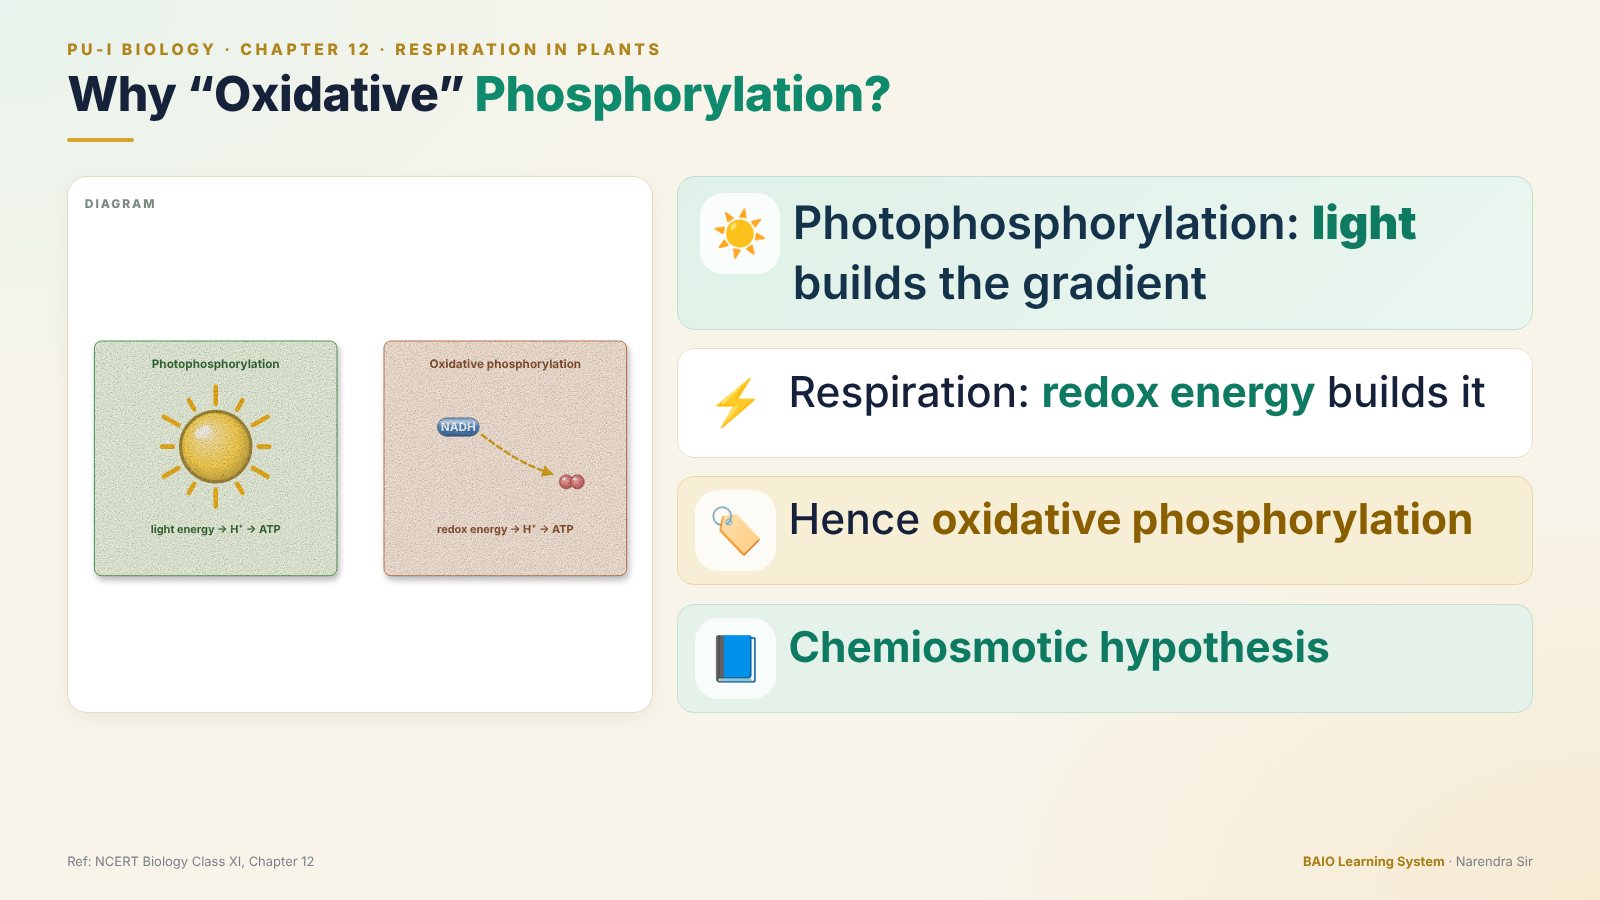 PU-I BIOLOGY · CHAPTER 12 · RESPIRATION IN PLANTS
Why “Oxidative” Phosphorylation?
DIAGRAM
Photophosphorylation
light energy → H⁺ → ATP
Oxidative phosphorylation
NADH
redox energy → H⁺ → ATP
Photophosphorylation: light
builds the gradient
Respiration: redox energy builds it
Hence oxidative phosphorylation
Chemiosmotic hypothesis
Ref: NCERT Biology Class XI, Chapter 12
BAIO Learning System · Narendra Sir